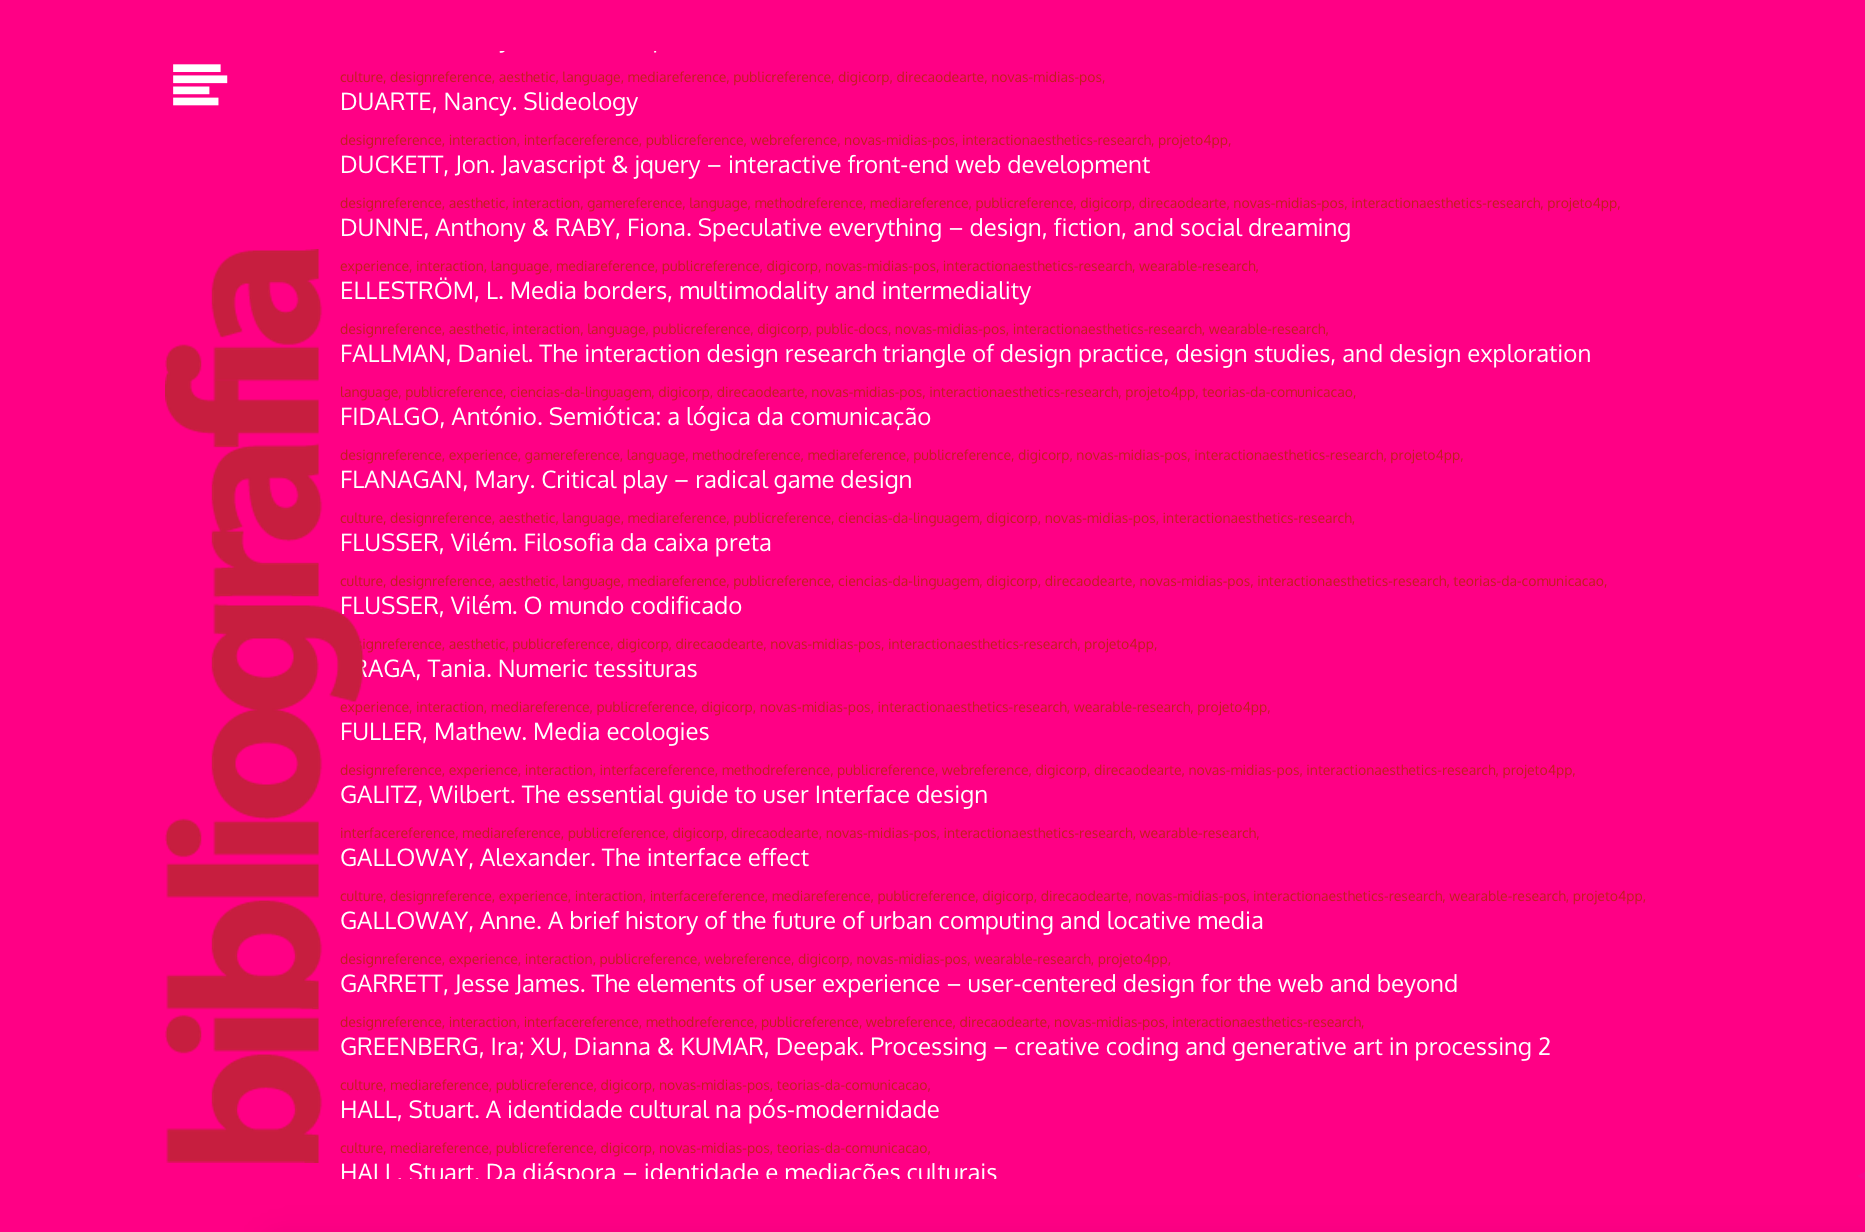 bibliografia
culture, designreference, aesthetic, language, mediareference, publicreference, digicorp, direcaodearte, novas-midias-pos,
DUARTE, Nancy. Slideology
designreference, interaction, interfacereference, publicreference, webreference, novas-midias-pos, interactionaesthetics-research, projeto4pp,
DUCKETT, Jon. Javascript & jquery – interactive front-end web development
designreference, aesthetic, interaction, gamereference, language, methodreference, mediareference, publicreference, digicorp, direcaodearte, novas-midias-pos, interactionaesthetics-research, projeto4pp,
DUNNE, Anthony & RABY, Fiona. Speculative everything – design, fiction, and social dreaming
experience, interaction, language, mediareference, publicreference, digicorp, novas-midias-pos, interactionaesthetics-research, wearable-research,
ELLESTRÖM, L. Media borders, multimodality and intermediality
designreference, aesthetic, interaction, language, publicreference, digicorp, public-docs, novas-midias-pos, interactionaesthetics-research, wearable-research,
FALLMAN, Daniel. The interaction design research triangle of design practice, design studies, and design exploration
language, publicreference, ciencias-da-linguagem, digicorp, direcaodearte, novas-midias-pos, interactionaesthetics-research, projeto4pp, teorias-da-comunicacao,
FIDALGO, António. Semiótica: a lógica da comunicação
designreference, experience, gamereference, language, methodreference, mediareference, publicreference, digicorp, novas-midias-pos, interactionaesthetics-research, projeto4pp,
FLANAGAN, Mary. Critical play – radical game design
culture, designreference, aesthetic, language, mediareference, publicreference, ciencias-da-linguagem, digicorp, novas-midias-pos, interactionaesthetics-research,
FLUSSER, Vilém. Filosofia da caixa preta
culture, designreference, aesthetic, language, mediareference, publicreference, ciencias-da-linguagem, digicorp, direcaodearte, novas-midias-pos, interactionaesthetics-research, teorias-da-comunicacao,
FLUSSER, Vilém. O mundo codificado
aesthetic, publicreference, digicorp, direcaodearte, novas-midias-pos, interactionaesthetics-research, projeto4pp,
RAGA, Tania. Numeric tessituras
experience, interaction, mediareference, publicreference, digicorp, novas-midias-pos, interactionaesthetics-research, wearable-research, projeto4pp,
FULLER, Mathew. Media ecologies
designreference, experience, interaction, interfacereference, methodreference, publicreference, webreference, digicorp, direcaodearte, novas-midias-pos, interactionaesthetics-research, projeto4pp,
GALITZ, Wilbert. The essential guide to user Interface design
interfacereference, mediareference, publicreference, digicorp, direcaodearte, novas-midias-pos, interactionaesthetics-research, wearable-research,
GALLOWAY, Alexander. The interface effect
culture, designreference, experience, interaction, interfacereference, mediareference, publicreference, digicorp, direcaodearte, novas-midias-pos, interactionaesthetics-research, wearable-research, projeto4pp,
GALLOWAY, Anne. A brief history of the future of urban computing and locative media
designreference, experience, interaction, publicreference, webreference, digicorp, novas-midias-pos, wearable-research, projeto4pp,
GARRETT, Jesse James. The elements of user experience – user-centered design for the web and beyond
designreference, interaction, interfacereference, methodreference, publicreference, webreference, direcaodearte, novas-midias-pos, interactionaesthetics-research,
GREENBERG, Ira; XU, Dianna & KUMAR, Deepak. Processing – creative coding and generative art in processing 2
culture, mediareference, publicreference, digicorp, novas-midias-pos, teorias-da-comunicacao,
HALL, Stuart. A identidade cultural na pós-modernidade
culture, mediareference, publicreference, digicorp, novas-midias-pos, teorias-da-comunicacao,
HALL, Stuart. Da diáspora – identidade e mediações culturais